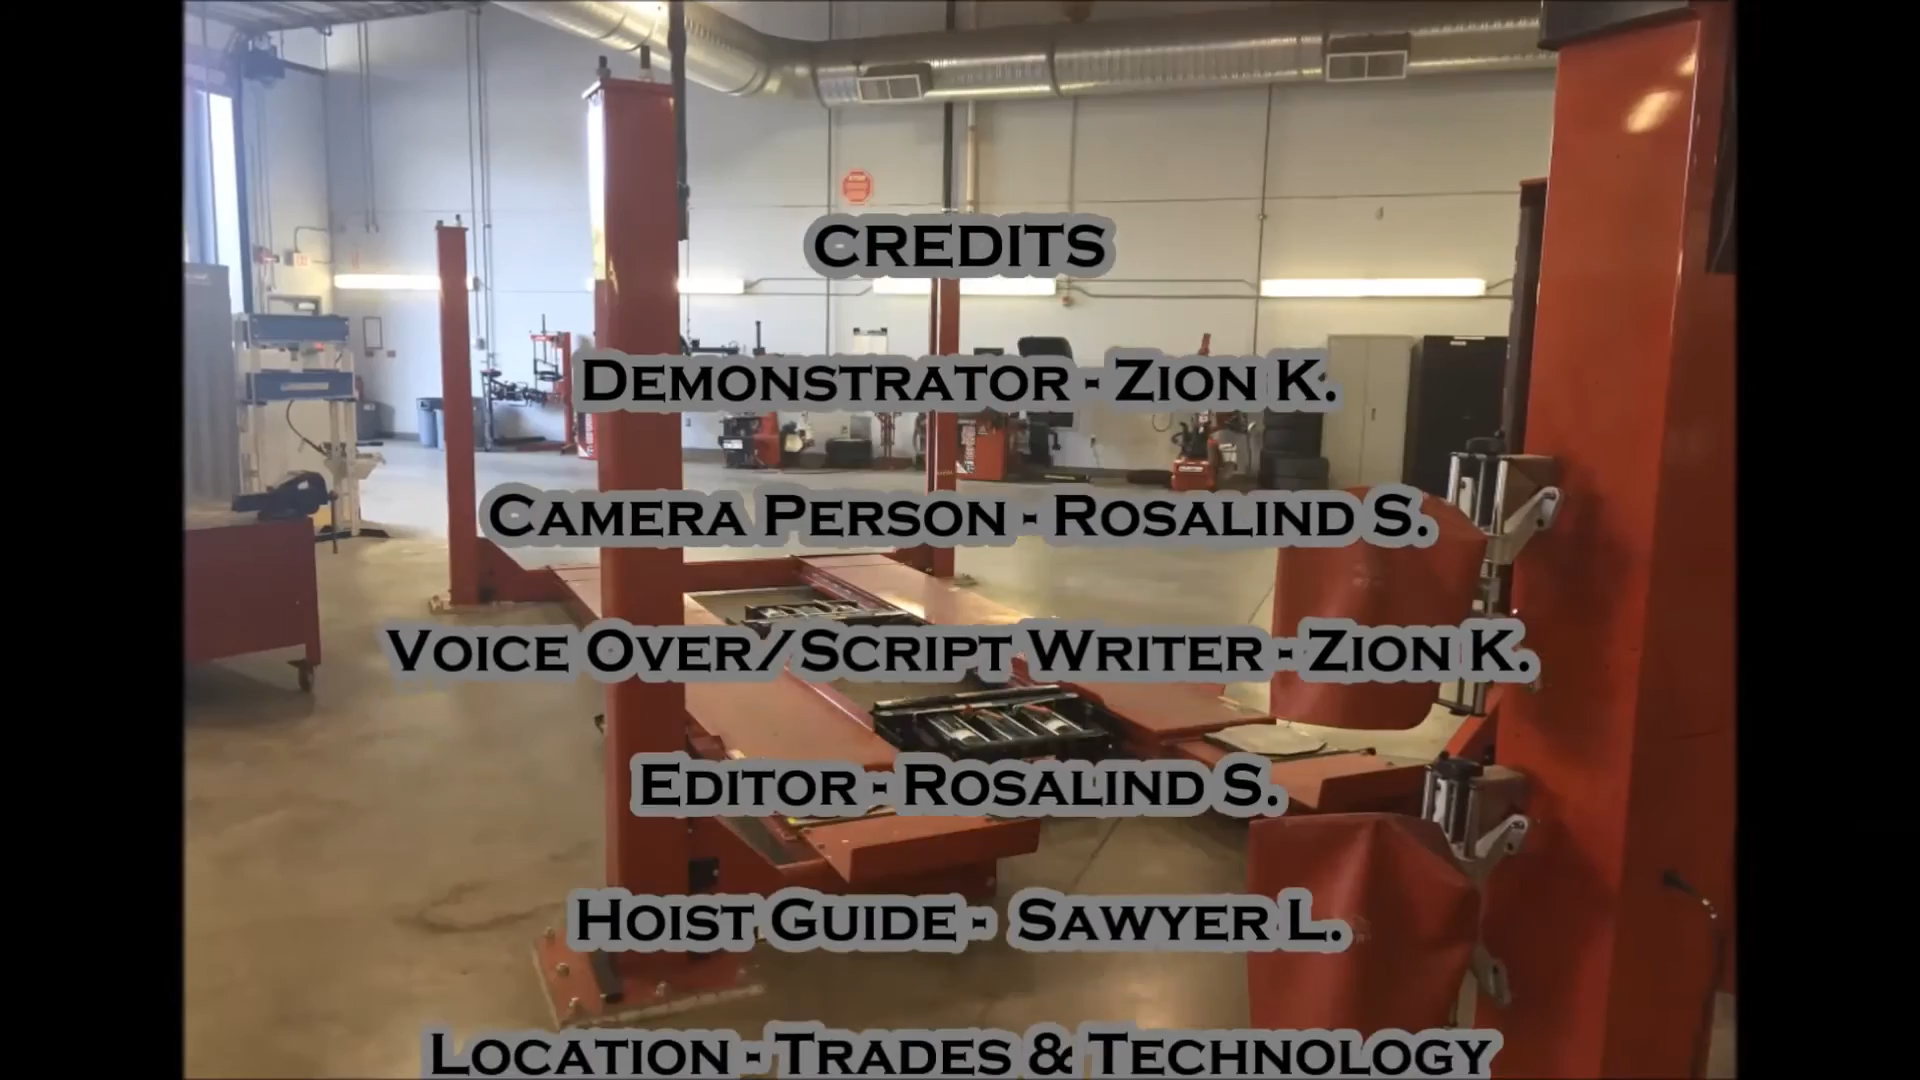 CREDITS
DEMONSTRATOR - ZION K.
CAMERA PERSON - ROSALIND S.
VOICE OVER/SCRIPT WRITER - ZION K.
EDITOR - ROSALIND S.
HOIST GUIDE - SAWYER L.
LOCATION - TRADES & TECHNOLOGY